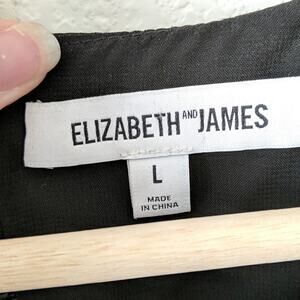 ELIZABETH AND JAMES
L
MADE
IN CHINA